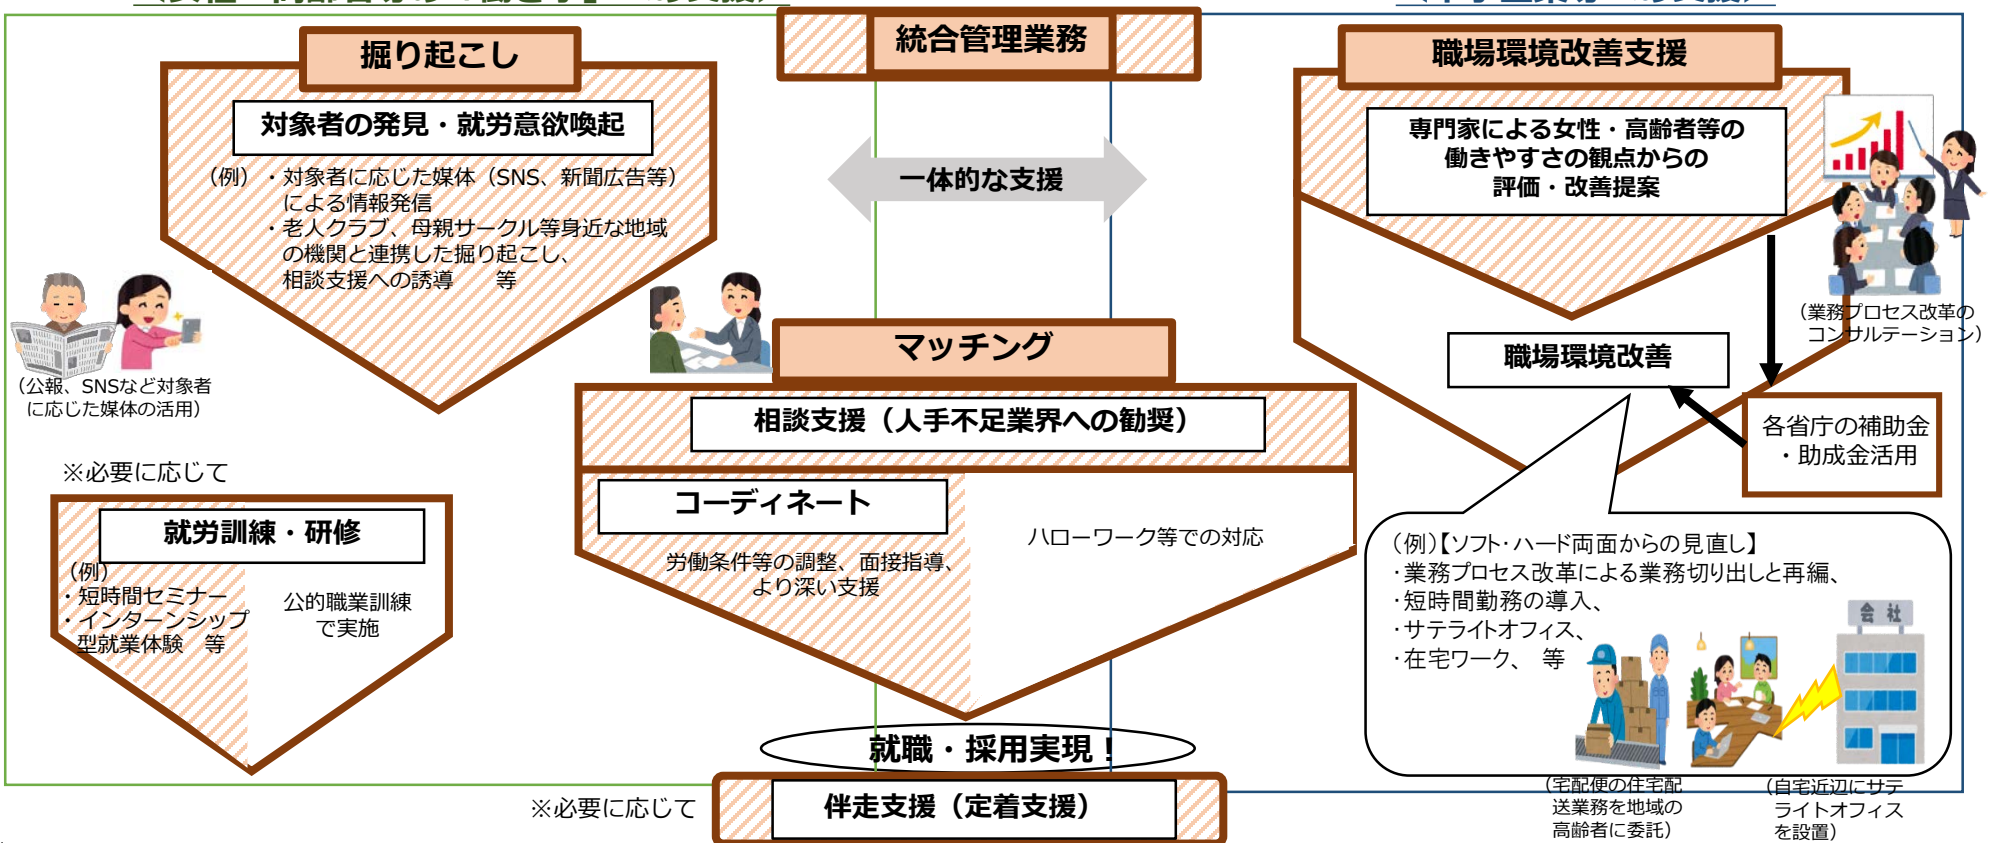 統合管理業務
掘り起こし
対象者の発見・就労意欲喚起
（例）・対象者に応じた媒体（SNS、新聞広告等）
による情報発信
・老人クラブ、母親サークル等身近な地域
の機関と連携した掘り起こし、
相談支援への誘導　等
（公報、SNSなど対象者
に応じた媒体の活用）
※必要に応じて
就労訓練・研修
（例）
・短時間セミナー
・インターンシップ
型就業体験　等
公的職業訓練
で実施
一体的な支援
マッチング
相談支援（人手不足業界への勧奨）
コーディネート
労働条件等の調整、面接指導、
より深い支援
ハローワーク等での対応
就職・採用実現！
※必要に応じて
伴走支援（定着支援）
職場環境改善支援
専門家による女性・高齢者等の
働きやすさの観点からの
評価・改善提案
（業務プロセス改革の
コンサルテーション）
職場環境改善
各省庁の補助金
・助成金活用
（例）【ソフト・ハード両面からの見直し】
・業務プロセス改革による業務切り出しと再編、
・短時間勤務の導入、
・サテライトオフィス、
・在宅ワーク、　等
会 社
（宅配便の住宅配
送業務を地域の
高齢者に委託）
（自宅近辺にサテ
ライトオフィス
を設置）